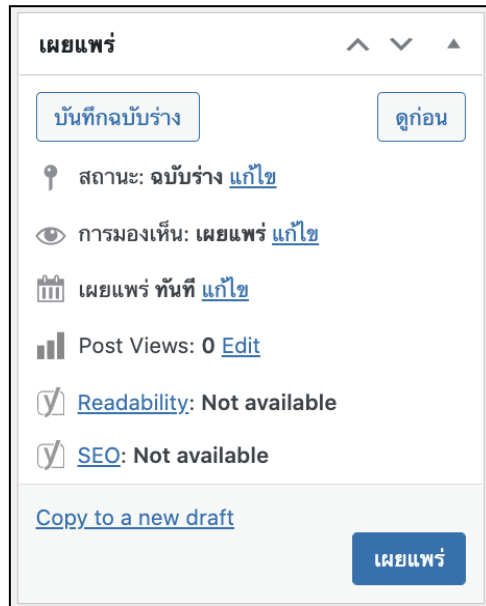 เผยแพร่
บันทึกฉบับร่าง ดูก่อน
สถานะ: ฉบับร่าง แก้ไข
การมองเห็น: เผยแพร่ แก้ไข
เผยแพร่ ทันที แก้ไข
Post Views: 0 Edit
Readability: Not available
SEO: Not available
Copy to a new draft
เผยแพร่